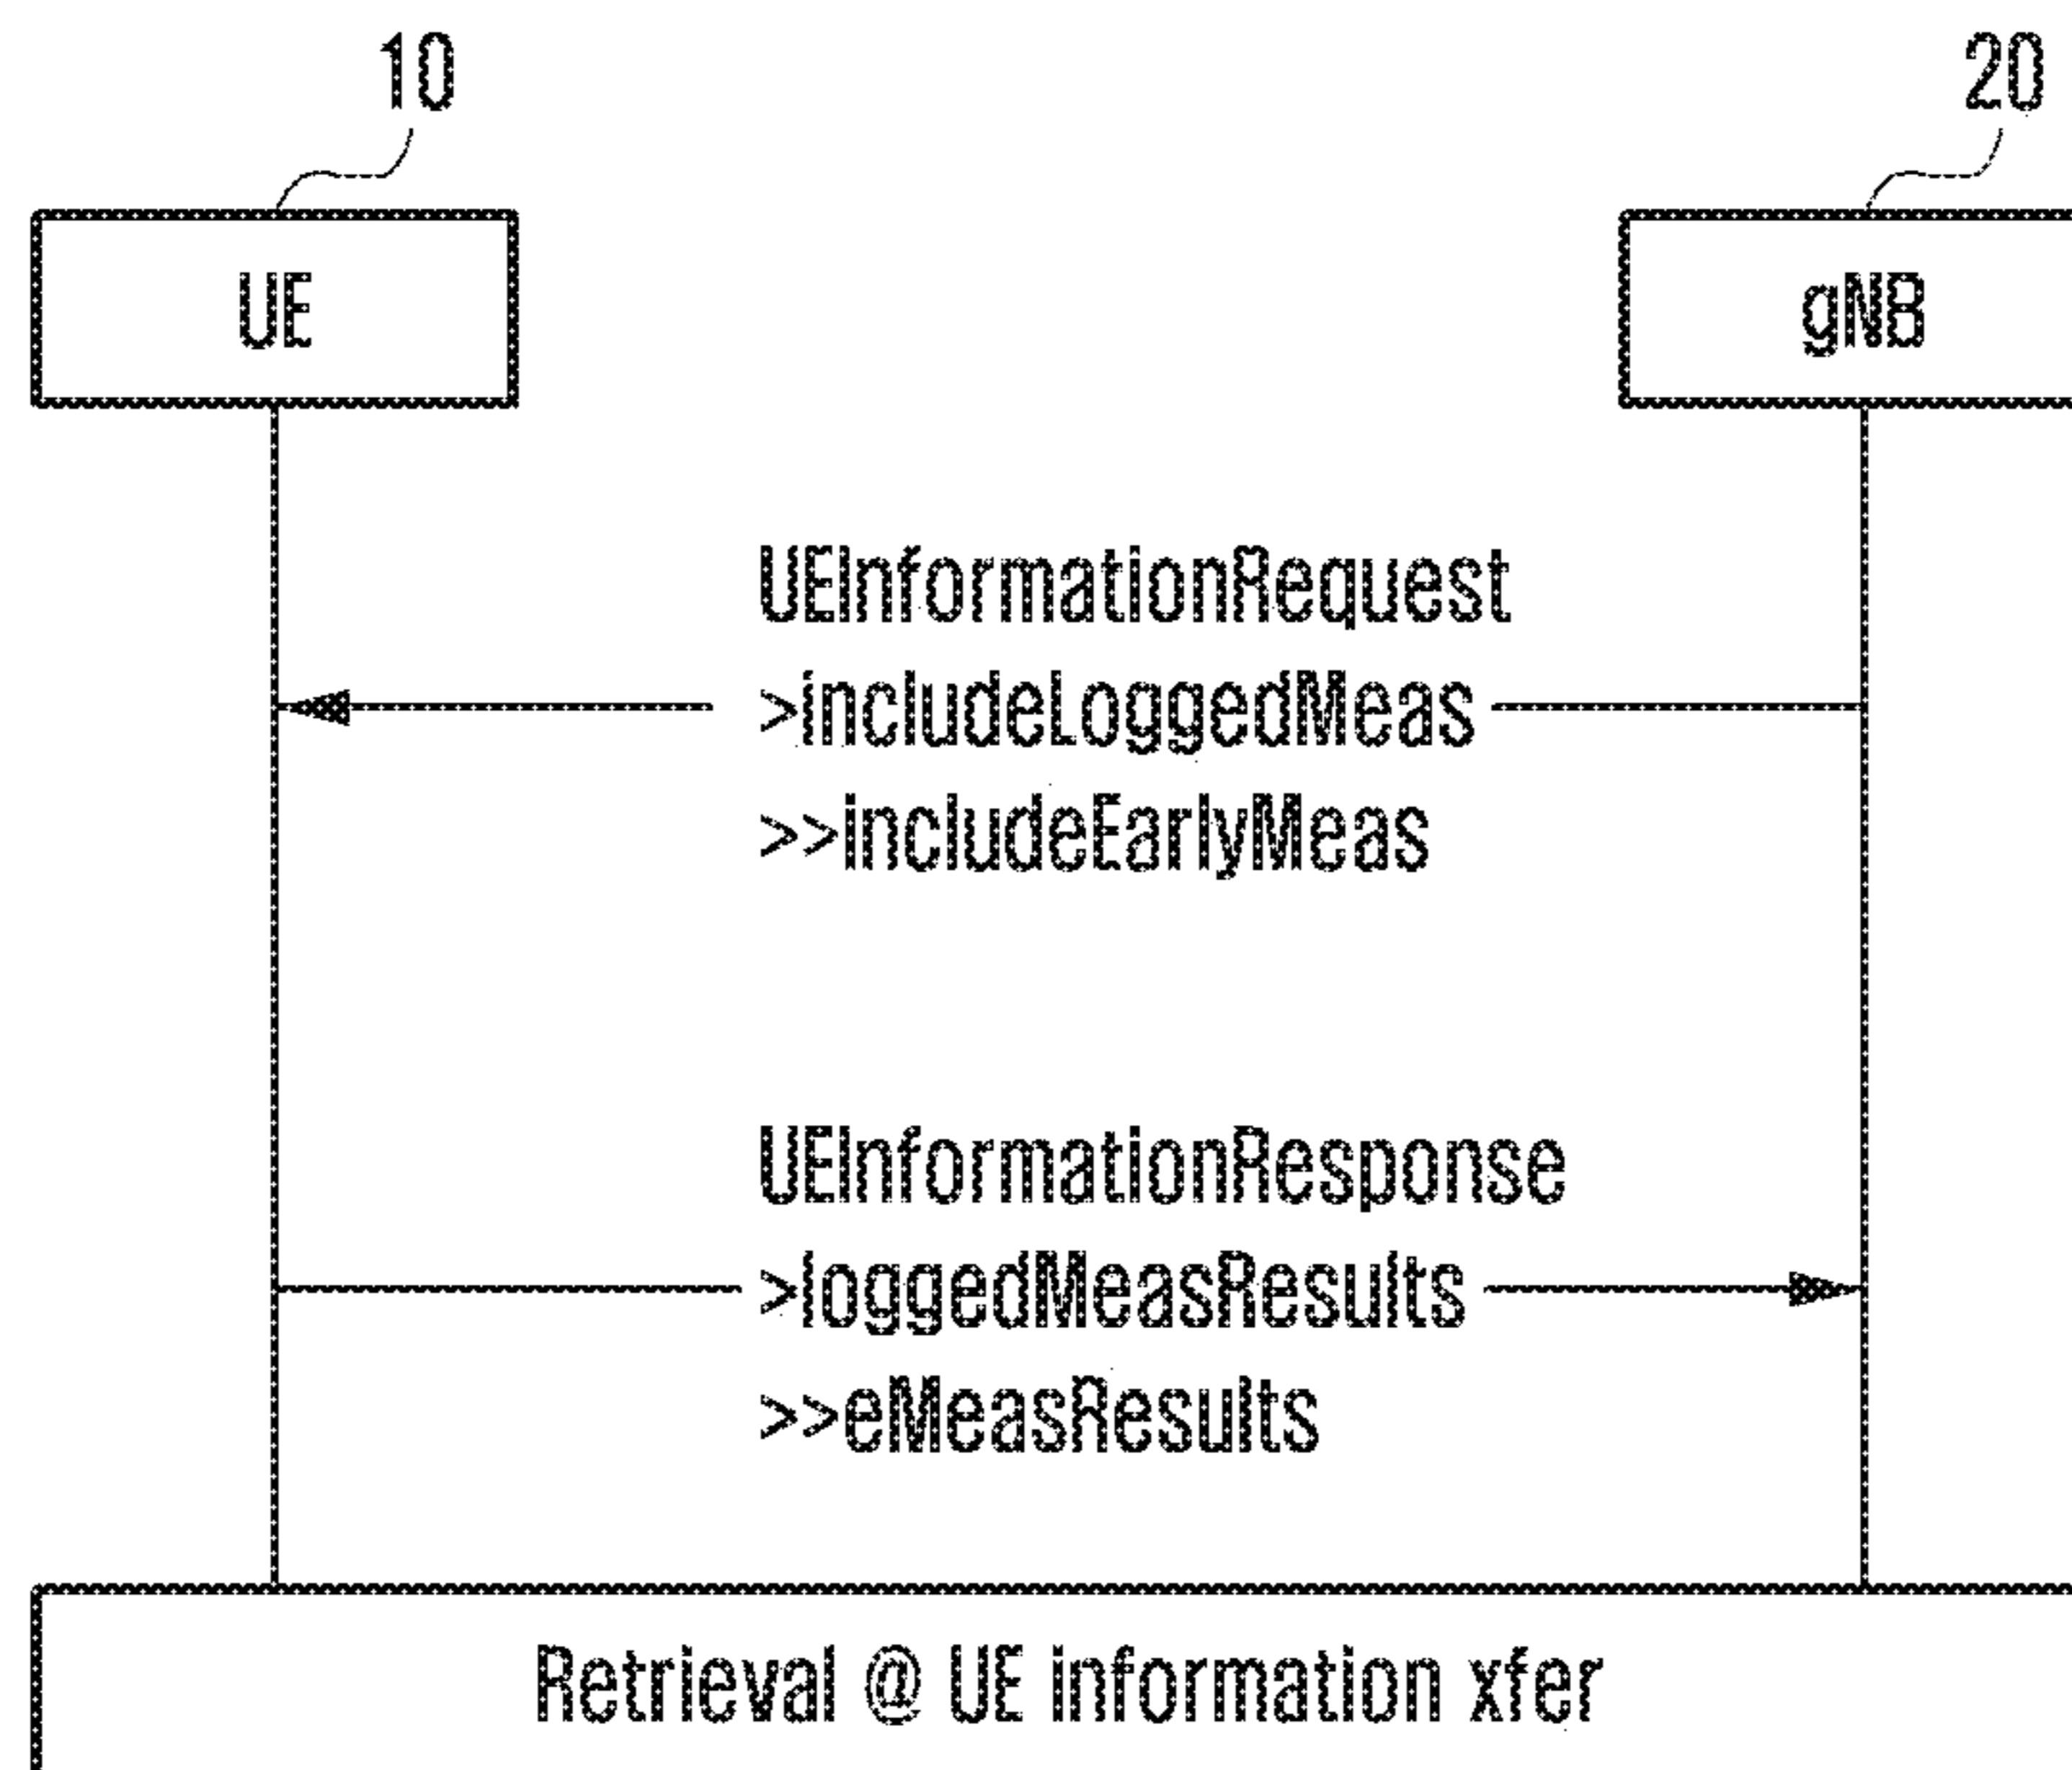 10
20
UE
gNB
UEInformationRequest
>includeLoggedMeas
>>includeEarlyMeas
UEInformationResponse
>loggedMeasResults
>>eMeasResults
Retrieval @ UE information xfer